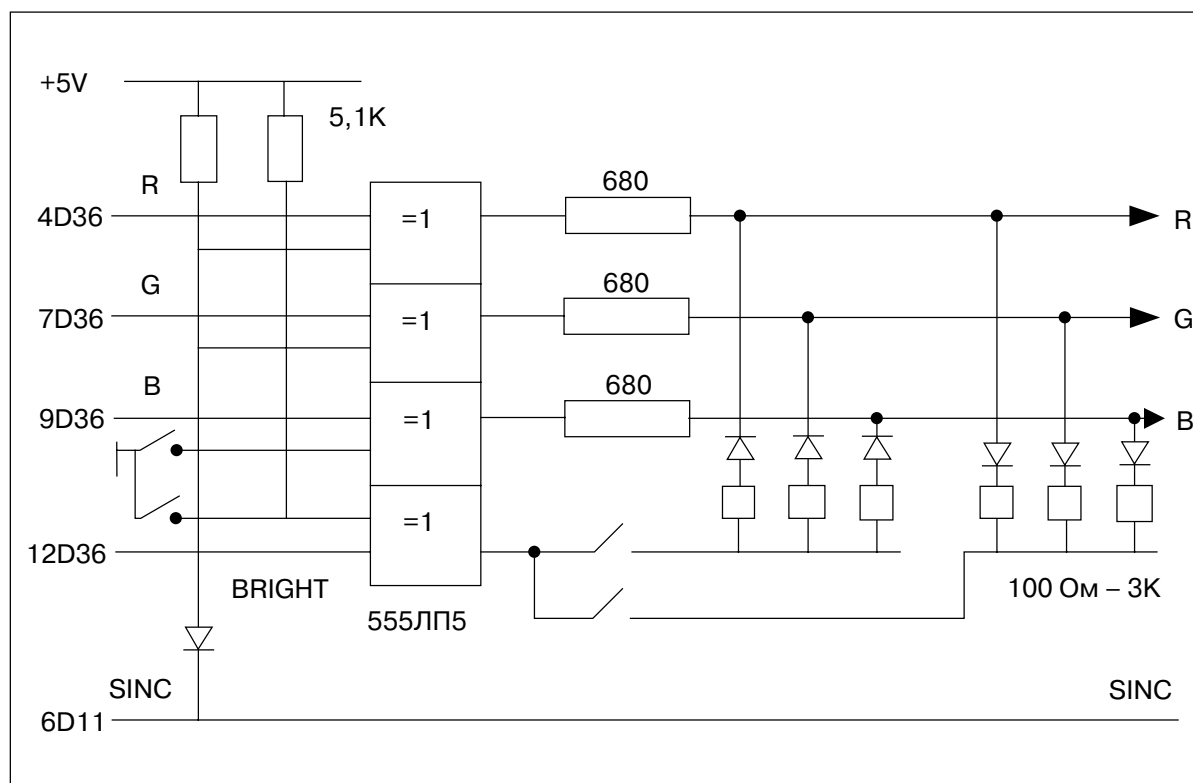 +5V
5,1K
R
680
4D36
=1
R
G
680
7D36
=1
G
B
680
9D36
=1
B
=1
12D36
BRIGHT
100 Ом – 3K
555ЛП5
SINC
SINC
6D11